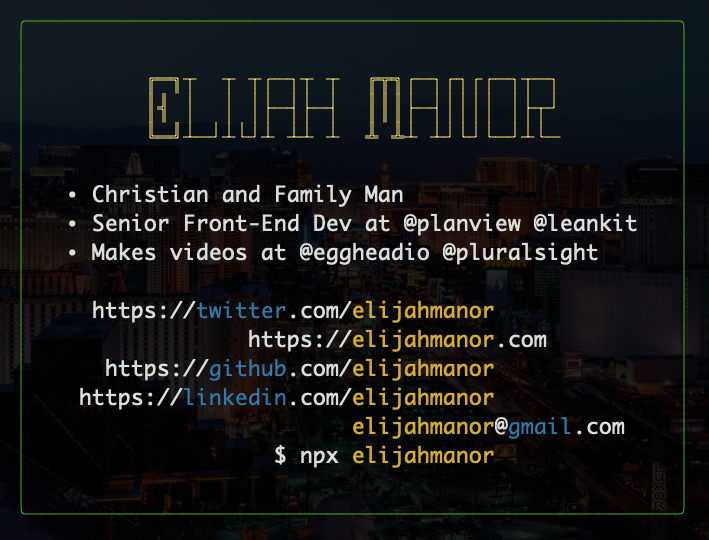 ELIJAH MANOR
• Christian and Family Man
• Senior Front-End Dev at @planview @leankit
• Makes videos at @eggheadio @pluralsight
https://twitter.com/elijahmanor
https://elijahmanor.com
https://github.com/elijahmanor
https://linkedin.com/elijahmanor
elijahmanor@gmail.com
$ npx elijahmanor